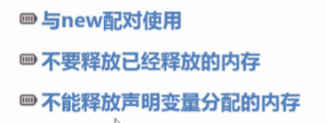 与new配对使用
不要释放已经释放的内存
不能释放声明变量分配的内存